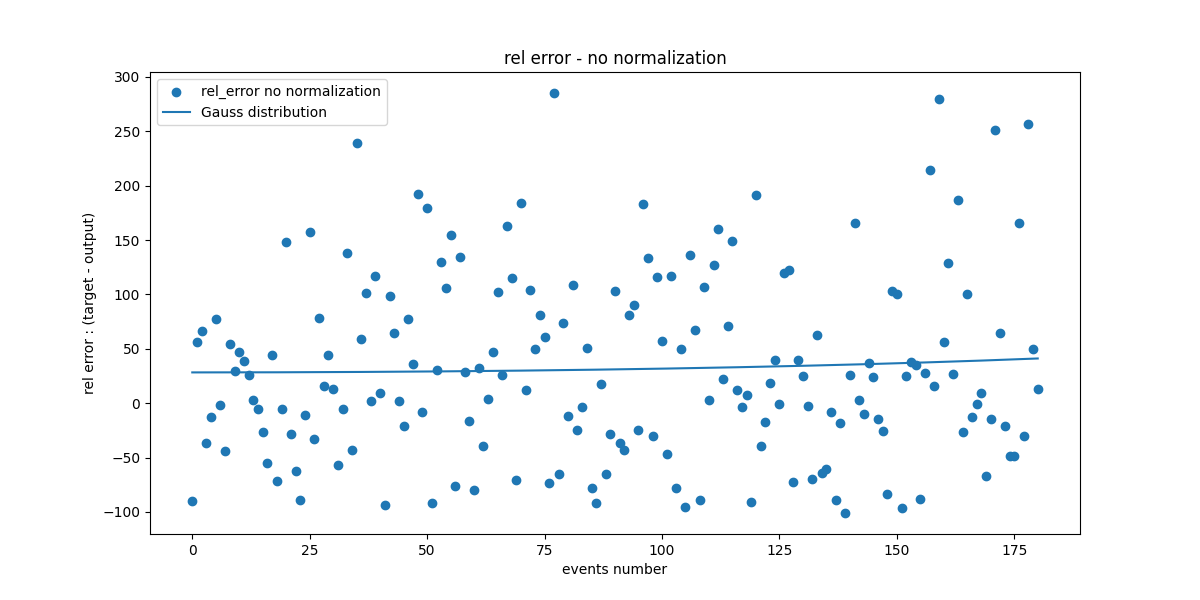 rel error - no normalization
rel_error no normalization
Gauss distribution
rel error : (target - output)
300
250
200
150
100
50
0
−50
−100
0 25 50 75 100 125 150 175
events number